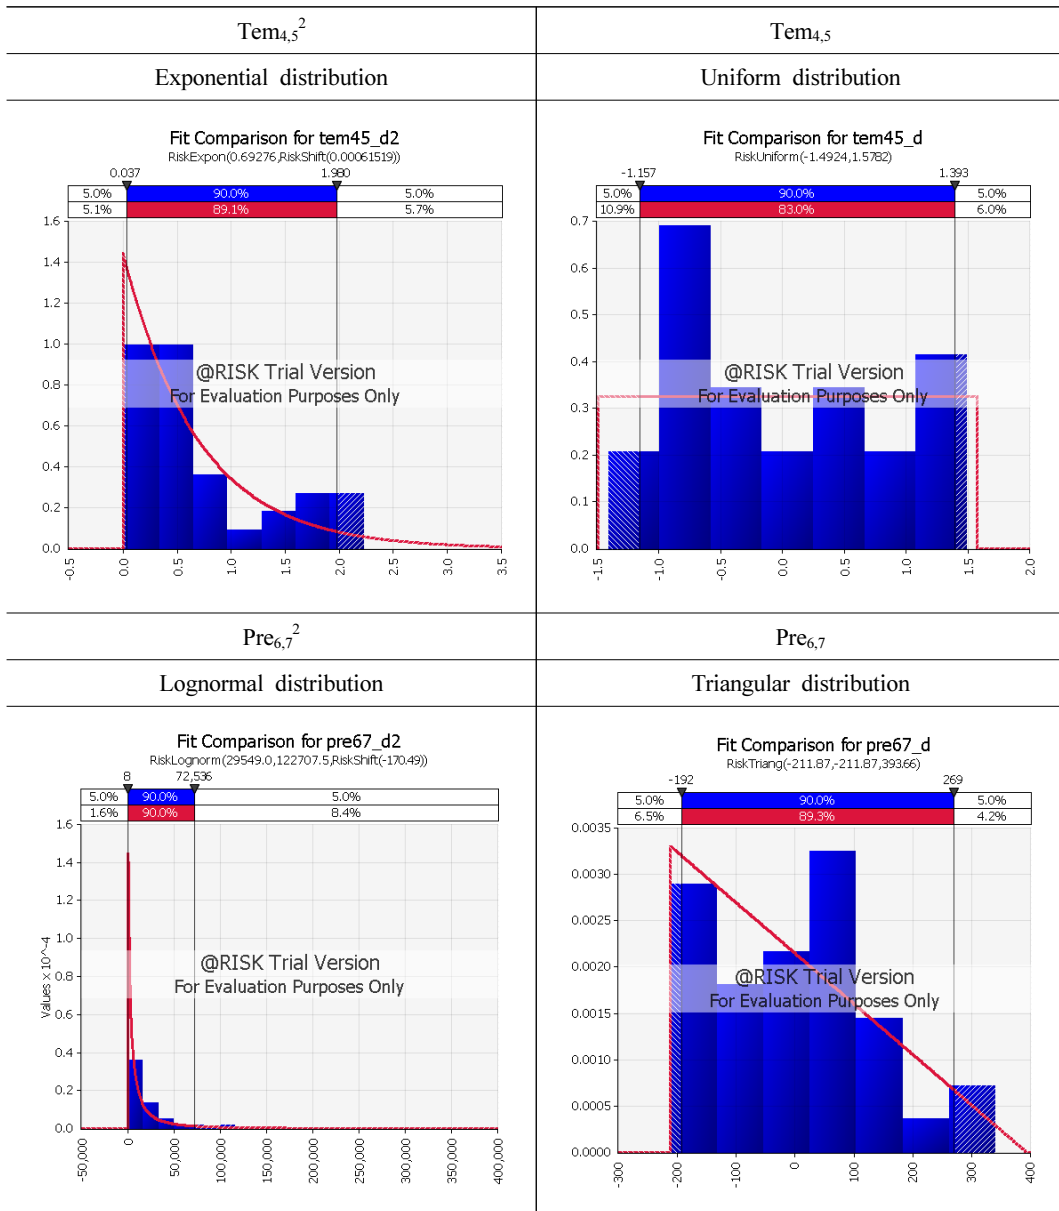 Tem4,5²
Tem4,5
Exponential distribution
Uniform distribution
Fit Comparison for tem45_d2
RiskExpon(0.69276,RiskShift(0.00061519))
0.037
1.980
5.0% 90.0% 5.0%
5.1% 89.1% 5.7%
1.6
1.4
1.2
1.0
0.8
0.6
0.4
0.2
0.0
@RISK Trial Version
For Evaluation Purposes Only
-0.5
0.0
0.5
1.0
1.5
2.0
2.5
3.0
3.5
Fit Comparison for tem45_d
RiskUniform(-1.4924,1.5782)
-1.157
1.393
5.0% 90.0% 5.0%
10.9% 83.0% 6.0%
0.7
0.6
0.5
0.4
0.3
0.2
0.1
0.0
@RISK Trial Version
For Evaluation Purposes Only
-1.5
-1.0
-0.5
0.0
0.5
1.0
1.5
2.0
Pre6,7²
Pre6,7
Lognormal distribution
Triangular distribution
Fit Comparison for pre67_d2
RiskLognorm(29549.0,122707.5,RiskShift(-170.49))
8
72,536
5.0% 90.0% 5.0%
1.6% 90.0% 8.4%
1.6
1.4
1.2
1.0
0.8
0.6
0.4
0.2
0.0
Values x 10^-4
@RISK Trial Version
For Evaluation Purposes Only
-50,000
0
50,000
100,000
150,000
200,000
250,000
300,000
350,000
400,000
Fit Comparison for pre67_d
RiskTriang(-211.87,-211.87,393.66)
-192
269
5.0% 90.0% 5.0%
6.5% 89.3% 4.2%
0.0035
0.0030
0.0025
0.0020
0.0015
0.0010
0.0005
0.0000
@RISK Trial Version
For Evaluation Purposes Only
-300
-200
-100
0
100
200
300
400